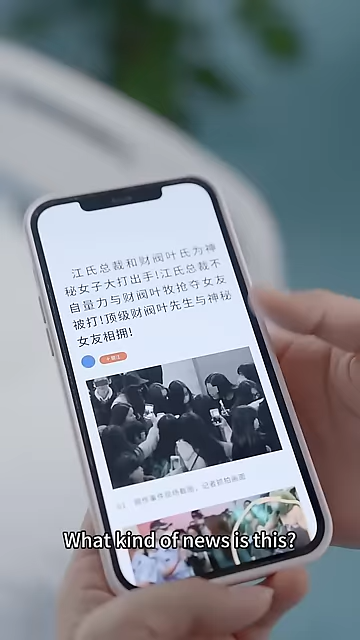 江氏总裁和财阀叶氏为神
秘女子大打出手!江氏总裁不
自量力与财阀叶牧抢夺女友
被打!顶级财阀叶先生与神秘
女友相拥!
What kind of news is this?